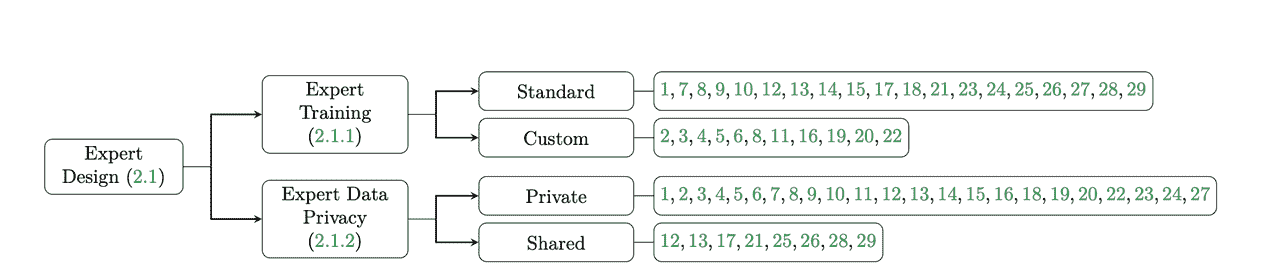 Expert
Design (2.1)
Expert
Training
(2.1.1)
Standard
1, 7, 8, 9, 10, 12, 13, 14, 15, 17, 18, 21, 23, 24, 25, 26, 27, 28, 29
Custom
2, 3, 4, 5, 6, 8, 11, 16, 19, 20, 22
Expert Data
Privacy
(2.1.2)
Private
1, 2, 3, 4, 5, 6, 7, 8, 9, 10, 11, 12, 13, 14, 15, 16, 18, 19, 20, 22, 23, 24, 27
Shared
12, 13, 17, 21, 25, 26, 28, 29